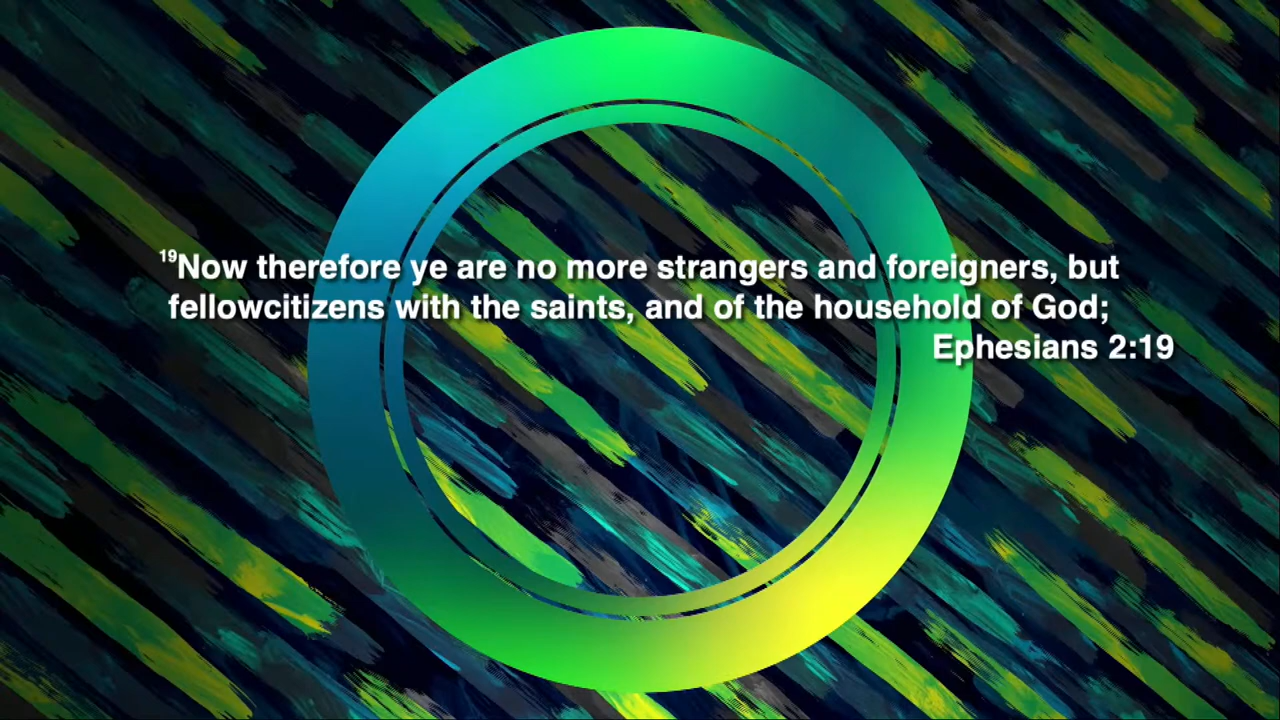 ¹⁹Now therefore ye are no more strangers and foreigners, but
fellowcitizens with the saints, and of the household of God;
Ephesians 2:19